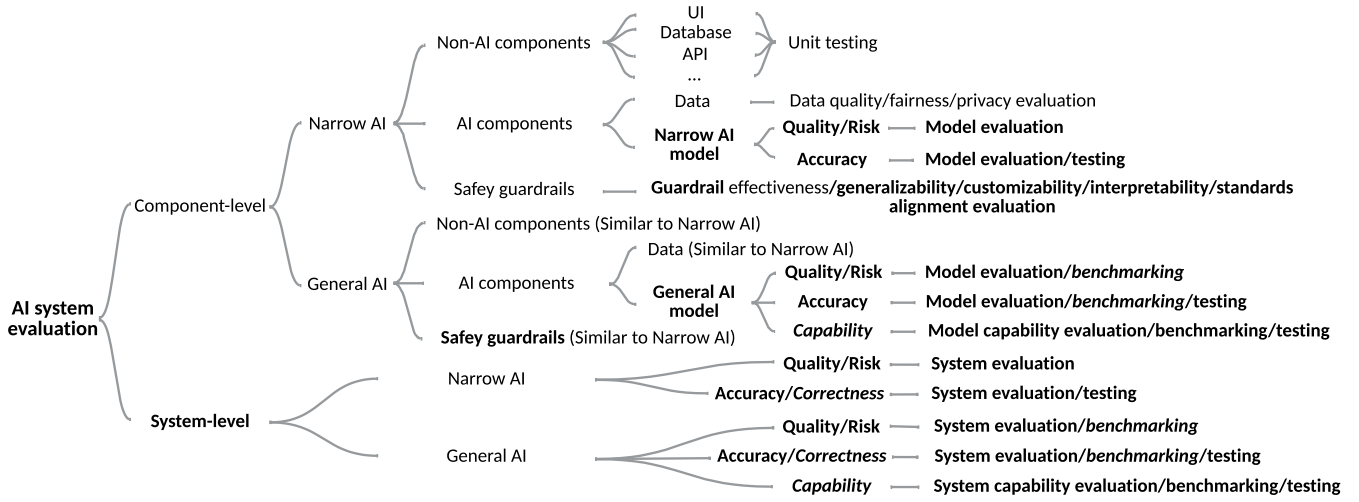 UI
Database
Non-AI components
Unit testing
API
...
Data
Data quality/fairness/privacy evaluation
Narrow AI
AI components
Quality/Risk
Model evaluation
Narrow AI
model
Accuracy
Model evaluation/testing
Safey guardrails
Guardrail effectiveness/generalizability/customizability/interpretability/standards
alignment evaluation
Component-level
Non-AI components (Similar to Narrow AI)
Data (Similar to Narrow AI)
General AI
AI components
Quality/Risk
Model evaluation/benchmarking
General AI
model
Accuracy
Model evaluation/benchmarking/testing
Capability
Model capability evaluation/benchmarking/testing
Safey guardrails (Similar to Narrow AI)
AI system
evaluation
Narrow AI
Quality/Risk
System evaluation
Accuracy/Correctness
System evaluation/testing
System-level
General AI
Quality/Risk
System evaluation/benchmarking
Accuracy/Correctness
System evaluation/benchmarking/testing
Capability
System capability evaluation/benchmarking/testing